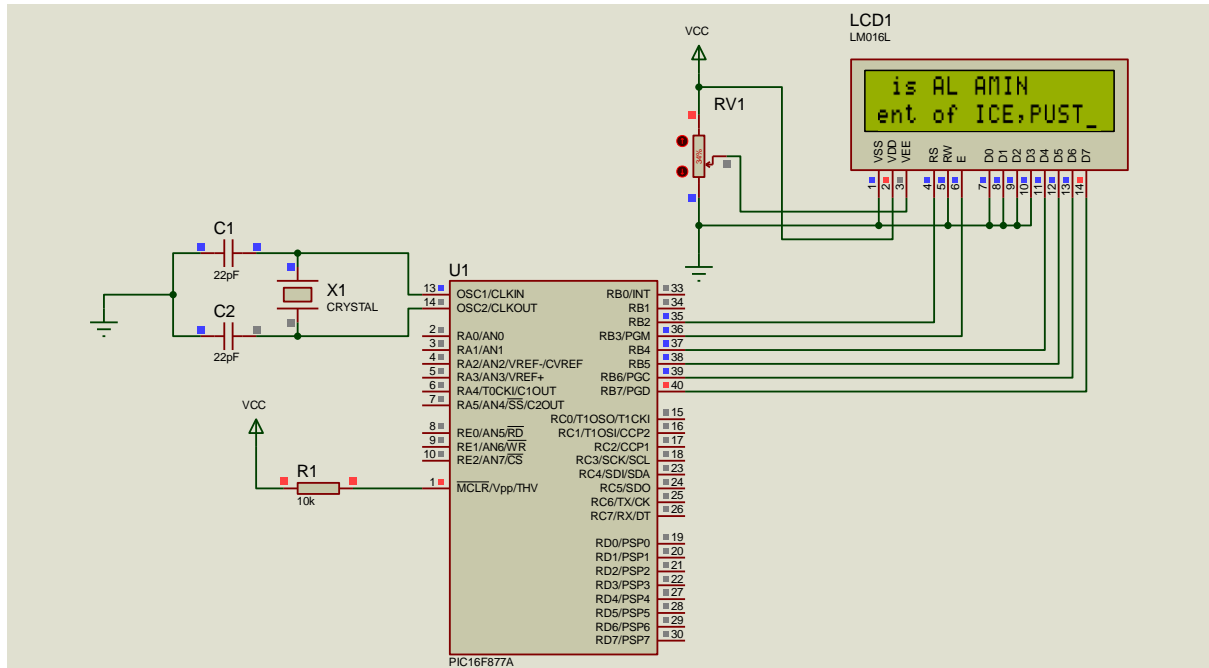 LCD1
LM016L
VCC
RV1
34%
is AL AMIN
ent of ICE,PUST_
VSS
VDD
VEE
RS
RW
E
D0
D1
D2
D3
D4
D5
D6
D7
1
2
3
4
5
6
7
8
9
10
11
12
13
14
C1
22pF
X1
CRYSTAL
C2
22pF
VCC
R1
10k
U1
13 OSC1/CLKIN
14 OSC2/CLKOUT
2 RA0/AN0
3 RA1/AN1
4 RA2/AN2/VREF-/CVREF
5 RA3/AN3/VREF+
6 RA4/T0CKI/C1OUT
7 RA5/AN4/SS/C2OUT
8 RE0/AN5/RD
9 RE1/AN6/WR
10 RE2/AN7/CS
1 MCLR/Vpp/THV
RB0/INT 33
RB1 34
RB2 35
RB3/PGM 36
RB4 37
RB5 38
RB6/PGC 39
RB7/PGD 40
RC0/T1OSO/T1CKI 15
RC1/T1OSI/CCP2 16
RC2/CCP1 17
RC3/SCK/SCL 18
RC4/SDI/SDA 23
RC5/SDO 24
RC6/TX/CK 25
RC7/RX/DT 26
RD0/PSP0 19
RD1/PSP1 20
RD2/PSP2 21
RD3/PSP3 22
RD4/PSP4 27
RD5/PSP5 28
RD6/PSP6 29
RD7/PSP7 30
PIC16F877A